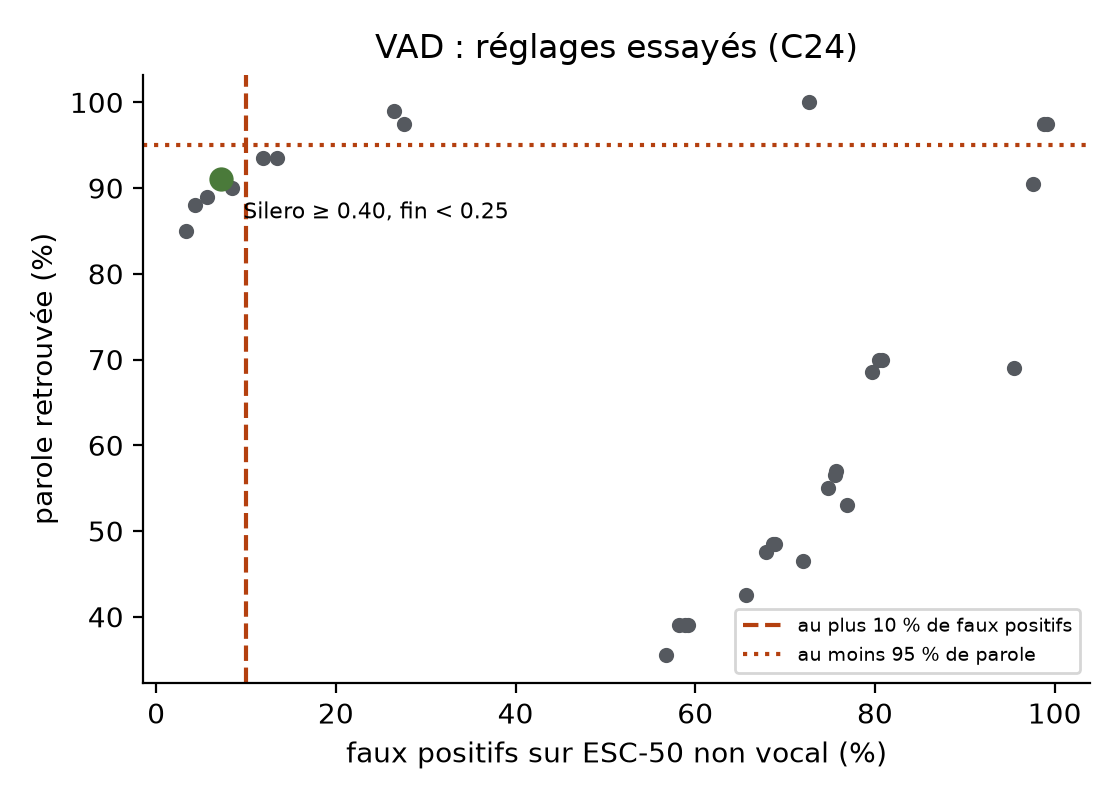 VAD : réglages essayés (C24)
parole retrouvée (%)
100
90
80
70
60
50
40
Silero ≥ 0.40, fin < 0.25
au plus 10 % de faux positifs
au moins 95 % de parole
0 20 40 60 80 100
faux positifs sur ESC-50 non vocal (%)